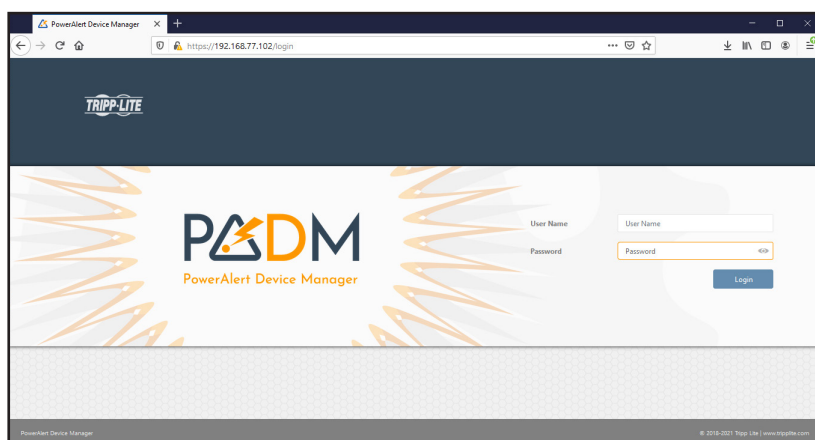 PowerAlert Device Manager
https://192.168.77.102/login
TRIPP·LITE
PADM
PowerAlert Device Manager
User Name
User Name
Password
Password
Login
PowerAlert Device Manager
© 2018-2021 Tripp Lite | www.tripplite.com